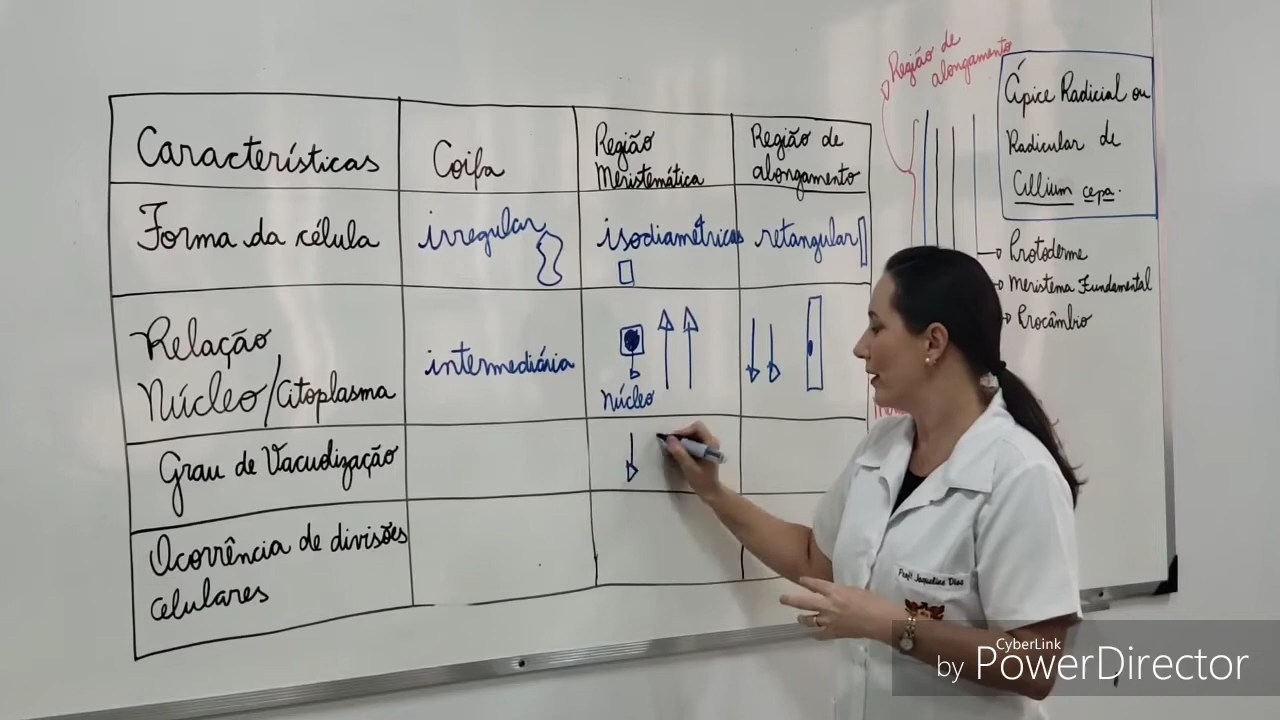 Características
Coifa
Região
Meristemática
Região de
alongamento
Forma da célula
irregular
isodiamétricas
retangular
Relação
Núcleo/Citoplasma
intermediária
Núcleo
Grau de Vacuolização
Ocorrência de divisões
celulares
Região de
alongamento
Ápice Radicial ou
Radicular de
Allium cepa.
Protoderme
Meristema Fundamental
Procâmbio
Profª Jaqueline Dias
CyberLink
by PowerDirector